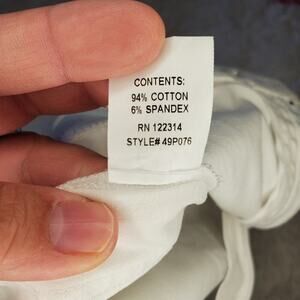 CONTENTS:
94% COTTON
6% SPANDEX
RN 122314
STYLE# 49P076